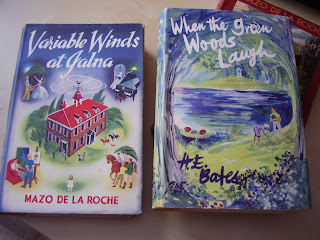 Variable Winds
at Jalna
MAZO DE LA ROCHE
When the green
Woods
Laugh
H.E.
Bates
MAZO DE LA ROCHE